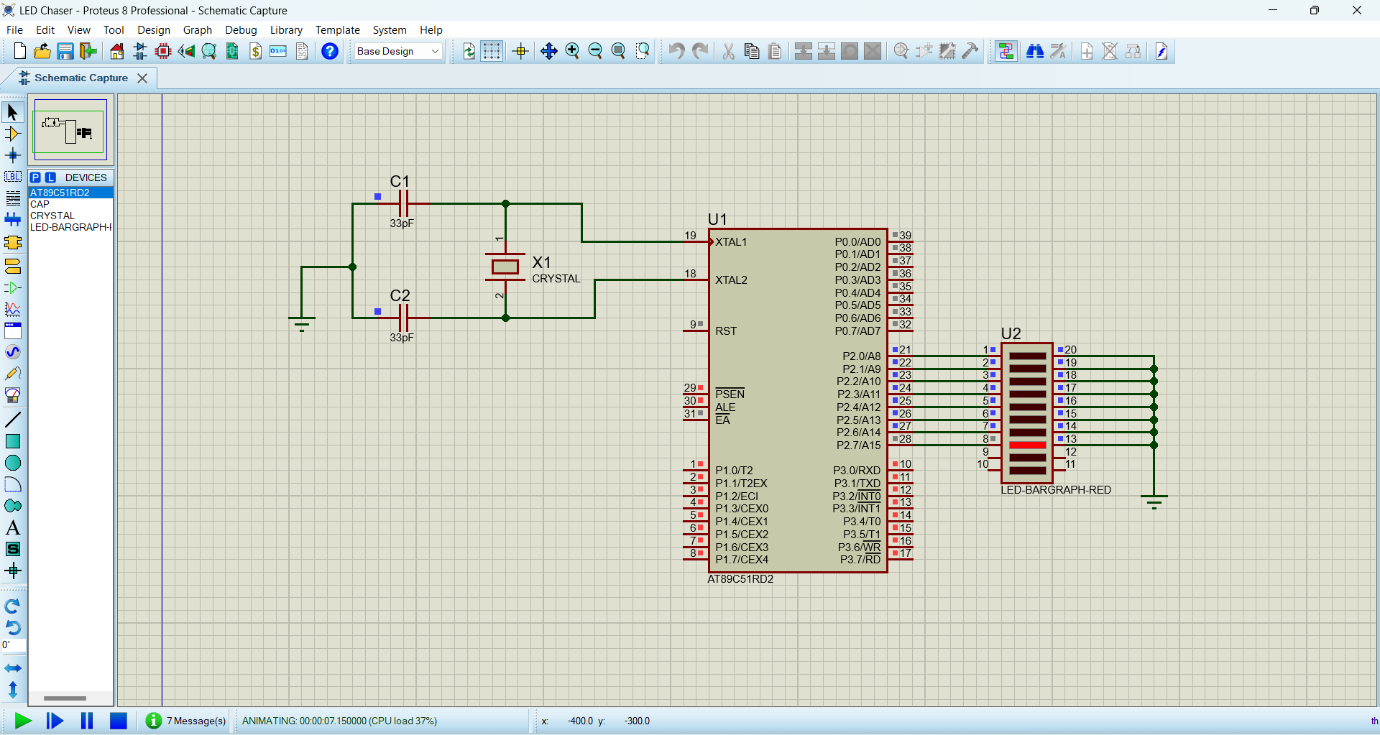 LED Chaser - Proteus 8 Professional - Schematic Capture
File Edit View Tool Design Graph Debug Library Template System Help
Base Design
Schematic Capture
P L DEVICES
AT89C51RD2
CAP
CRYSTAL
LED-BARGRAPH-
LBL
A
S
0°
C1
33pF
1
X1
CRYSTAL
2
C2
33pF
U1
19 XTAL1
18 XTAL2
9 RST
29 PSEN
30 ALE
31 EA
1 P1.0/T2
2 P1.1/T2EX
3 P1.2/ECI
4 P1.3/CEX0
5 P1.4/CEX1
6 P1.5/CEX2
7 P1.6/CEX3
8 P1.7/CEX4
P0.0/AD0 39
P0.1/AD1 38
P0.2/AD2 37
P0.3/AD3 36
P0.4/AD4 35
P0.5/AD5 34
P0.6/AD6 33
P0.7/AD7 32
P2.0/A8 21
P2.1/A9 22
P2.2/A10 23
P2.3/A11 24
P2.4/A12 25
P2.5/A13 26
P2.6/A14 27
P2.7/A15 28
P3.0/RXD 10
P3.1/TXD 11
P3.2/INT0 12
P3.3/INT1 13
P3.4/T0 14
P3.5/T1 15
P3.6/WR 16
P3.7/RD 17
AT89C51RD2
U2
1 20
2 19
3 18
4 17
5 16
6 15
7 14
8 13
9 12
10 11
LED-BARGRAPH-RED
7 Message(s) ANIMATING: 00:00:07.150000 (CPU load 37%) x: -400.0 y: -300.0 th